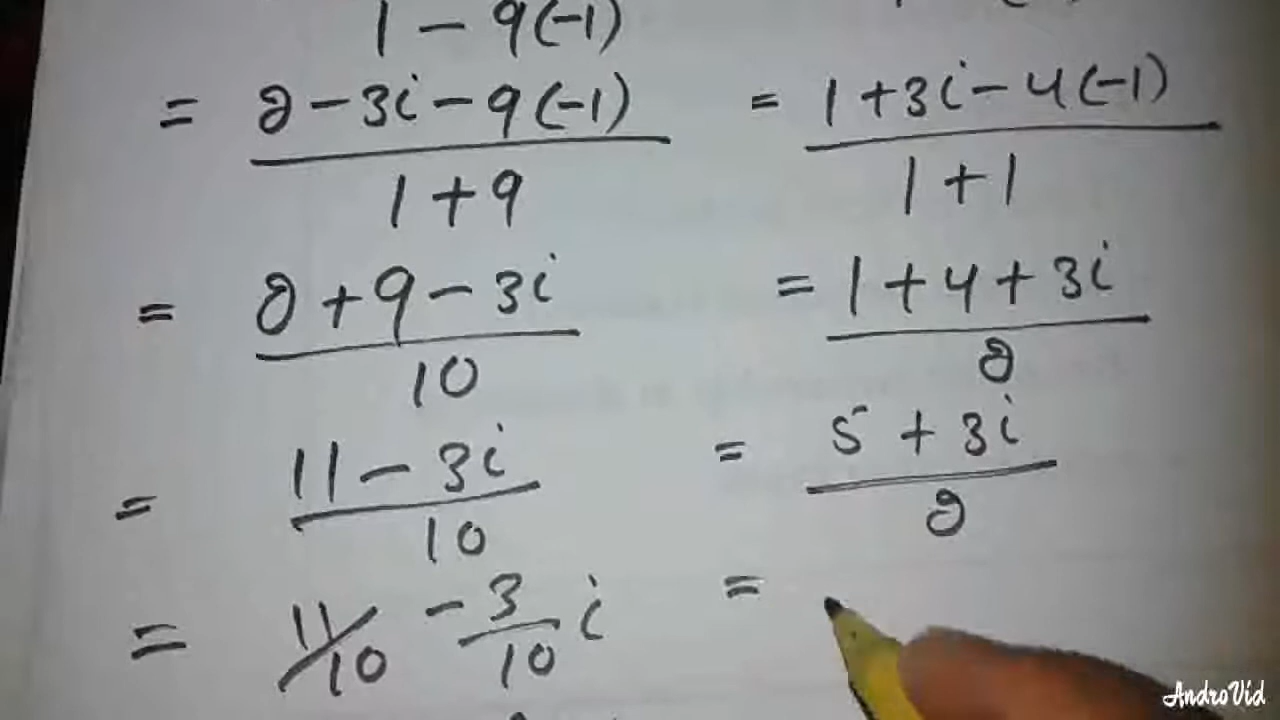 1 - 9(-1)
= 2 - 3i - 9(-1)
1 + 9
= 2 + 9 - 3i
10
= 11 - 3i
10
= 11/10 - 3/10 i
= 1 + 3i - 4(-1)
1 + 1
= 1 + 4 + 3i
2
= 5 + 3i
2
=
AndroVid